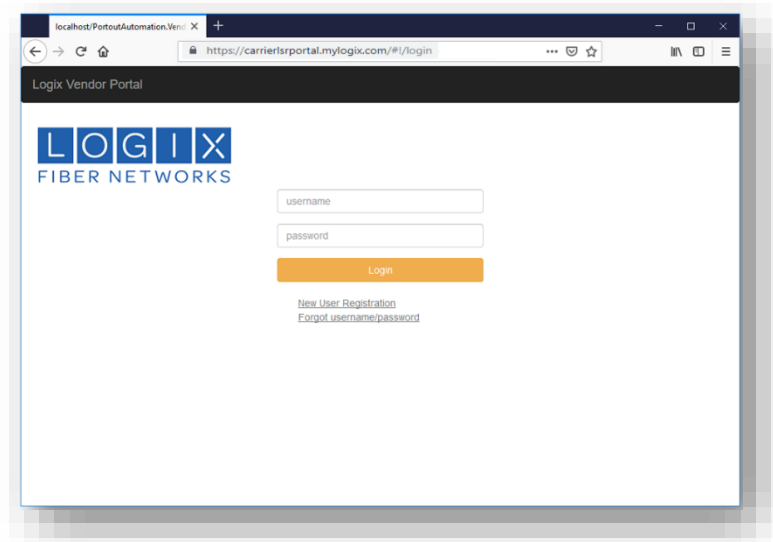 localhost/PortoutAutomation.Vend
https://carrierlsrportal.mylogix.com/#!/login
Logix Vendor Portal
LOGIX
FIBER NETWORKS
username
password
Login
New User Registration
Forgot username/password